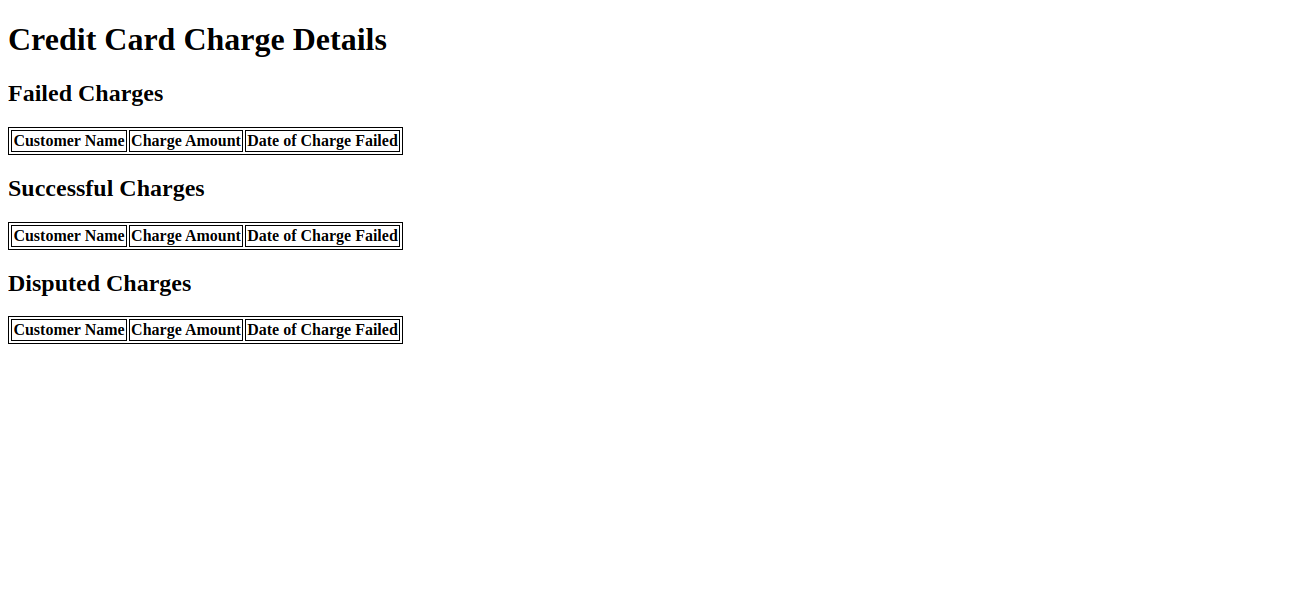 Credit Card Charge Details
Failed Charges
Customer Name Charge Amount Date of Charge Failed
Successful Charges
Customer Name Charge Amount Date of Charge Failed
Disputed Charges
Customer Name Charge Amount Date of Charge Failed